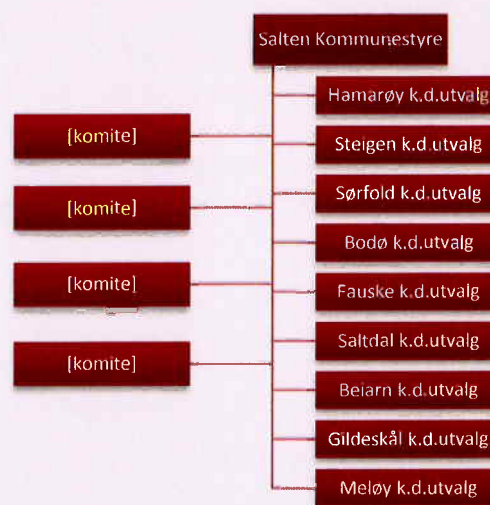 Salten Kommunestyre
Hamarøy k.d.utvalg
[komite]
Steigen k.d.utvalg
[komite]
Sørfold k.d.utvalg
Bodø k.d.utvalg
[komite]
Fauske k.d.utvalg
Saltdal k.d.utvalg
[komite]
Beiarn k.d.utvalg
Gildeskål k.d.utvalg
Meløy k.d.utvalg